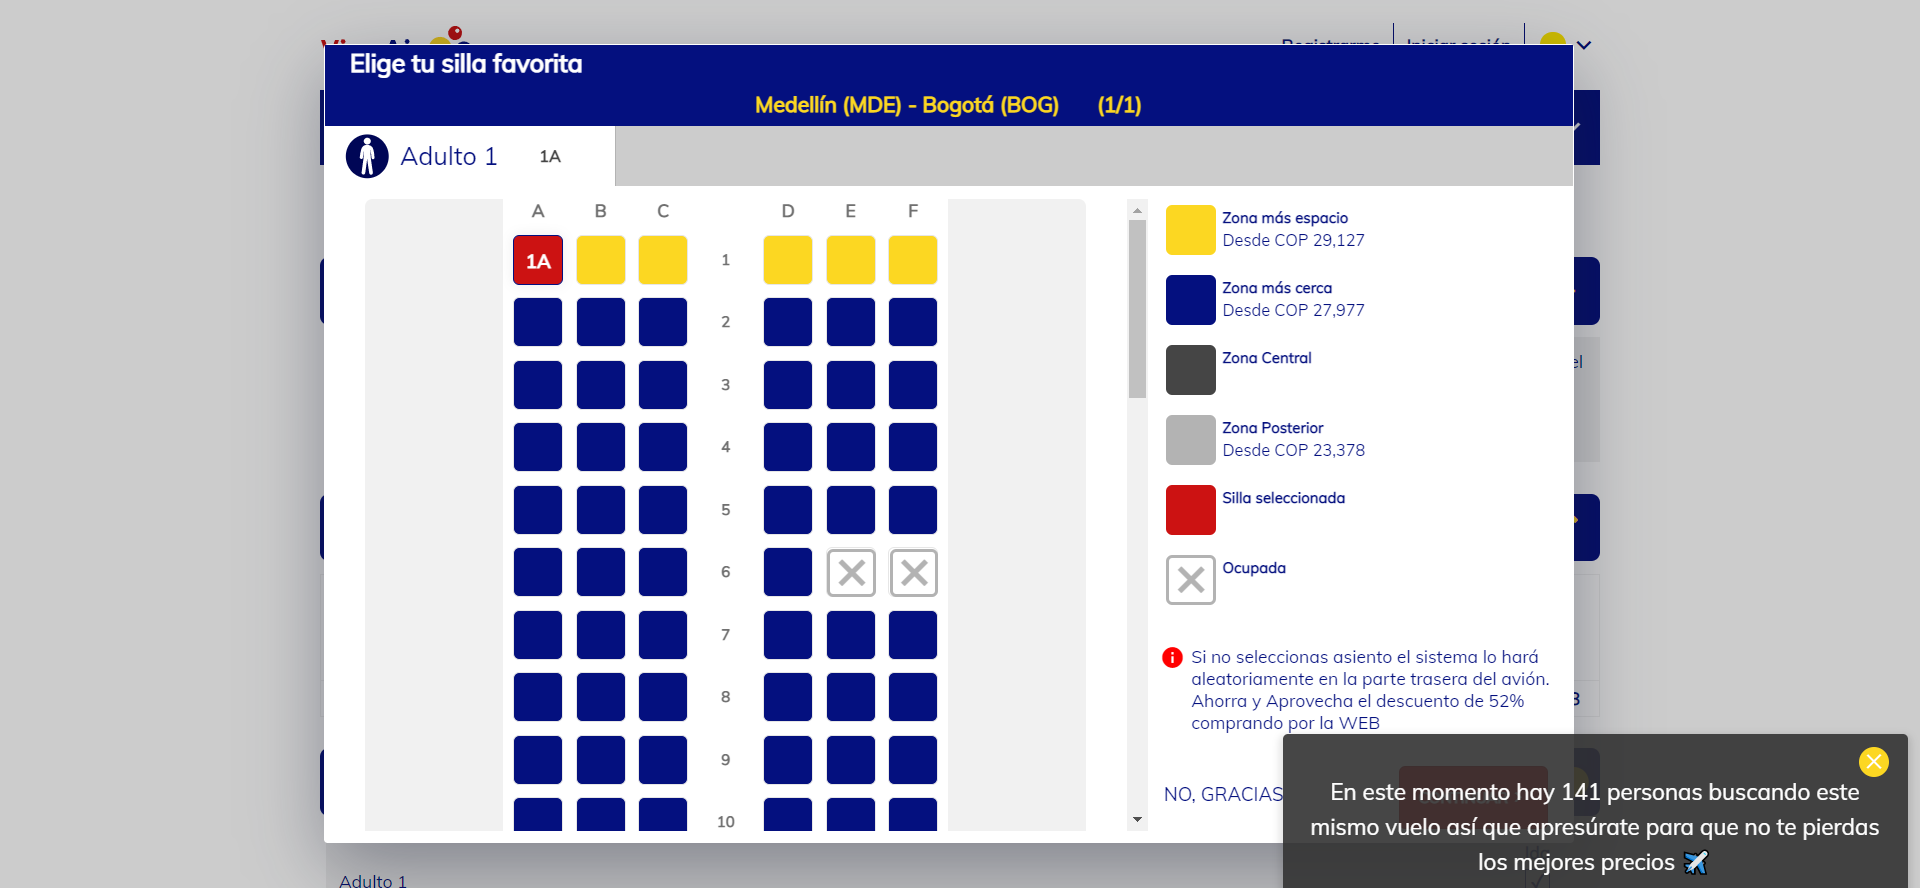 Elige tu silla favorita
Medellín (MDE) - Bogotá (BOG) (1/1)
Adulto 1 1A
A B C D E F
1A 1
2
3
4
5
6
7
8
9
10
Zona más espacio
Desde COP 29,127
Zona más cerca
Desde COP 27,977
Zona Central
Zona Posterior
Desde COP 23,378
Silla seleccionada
Ocupada
Si no seleccionas asiento el sistema lo hará
aleatoriamente en la parte trasera del avión.
Ahorra y Aprovecha el descuento de 52%
comprando por la WEB
NO, GRACIAS
En este momento hay 141 personas buscando este
mismo vuelo así que apresúrate para que no te pierdas
los mejores precios ✈️
Adulto 1